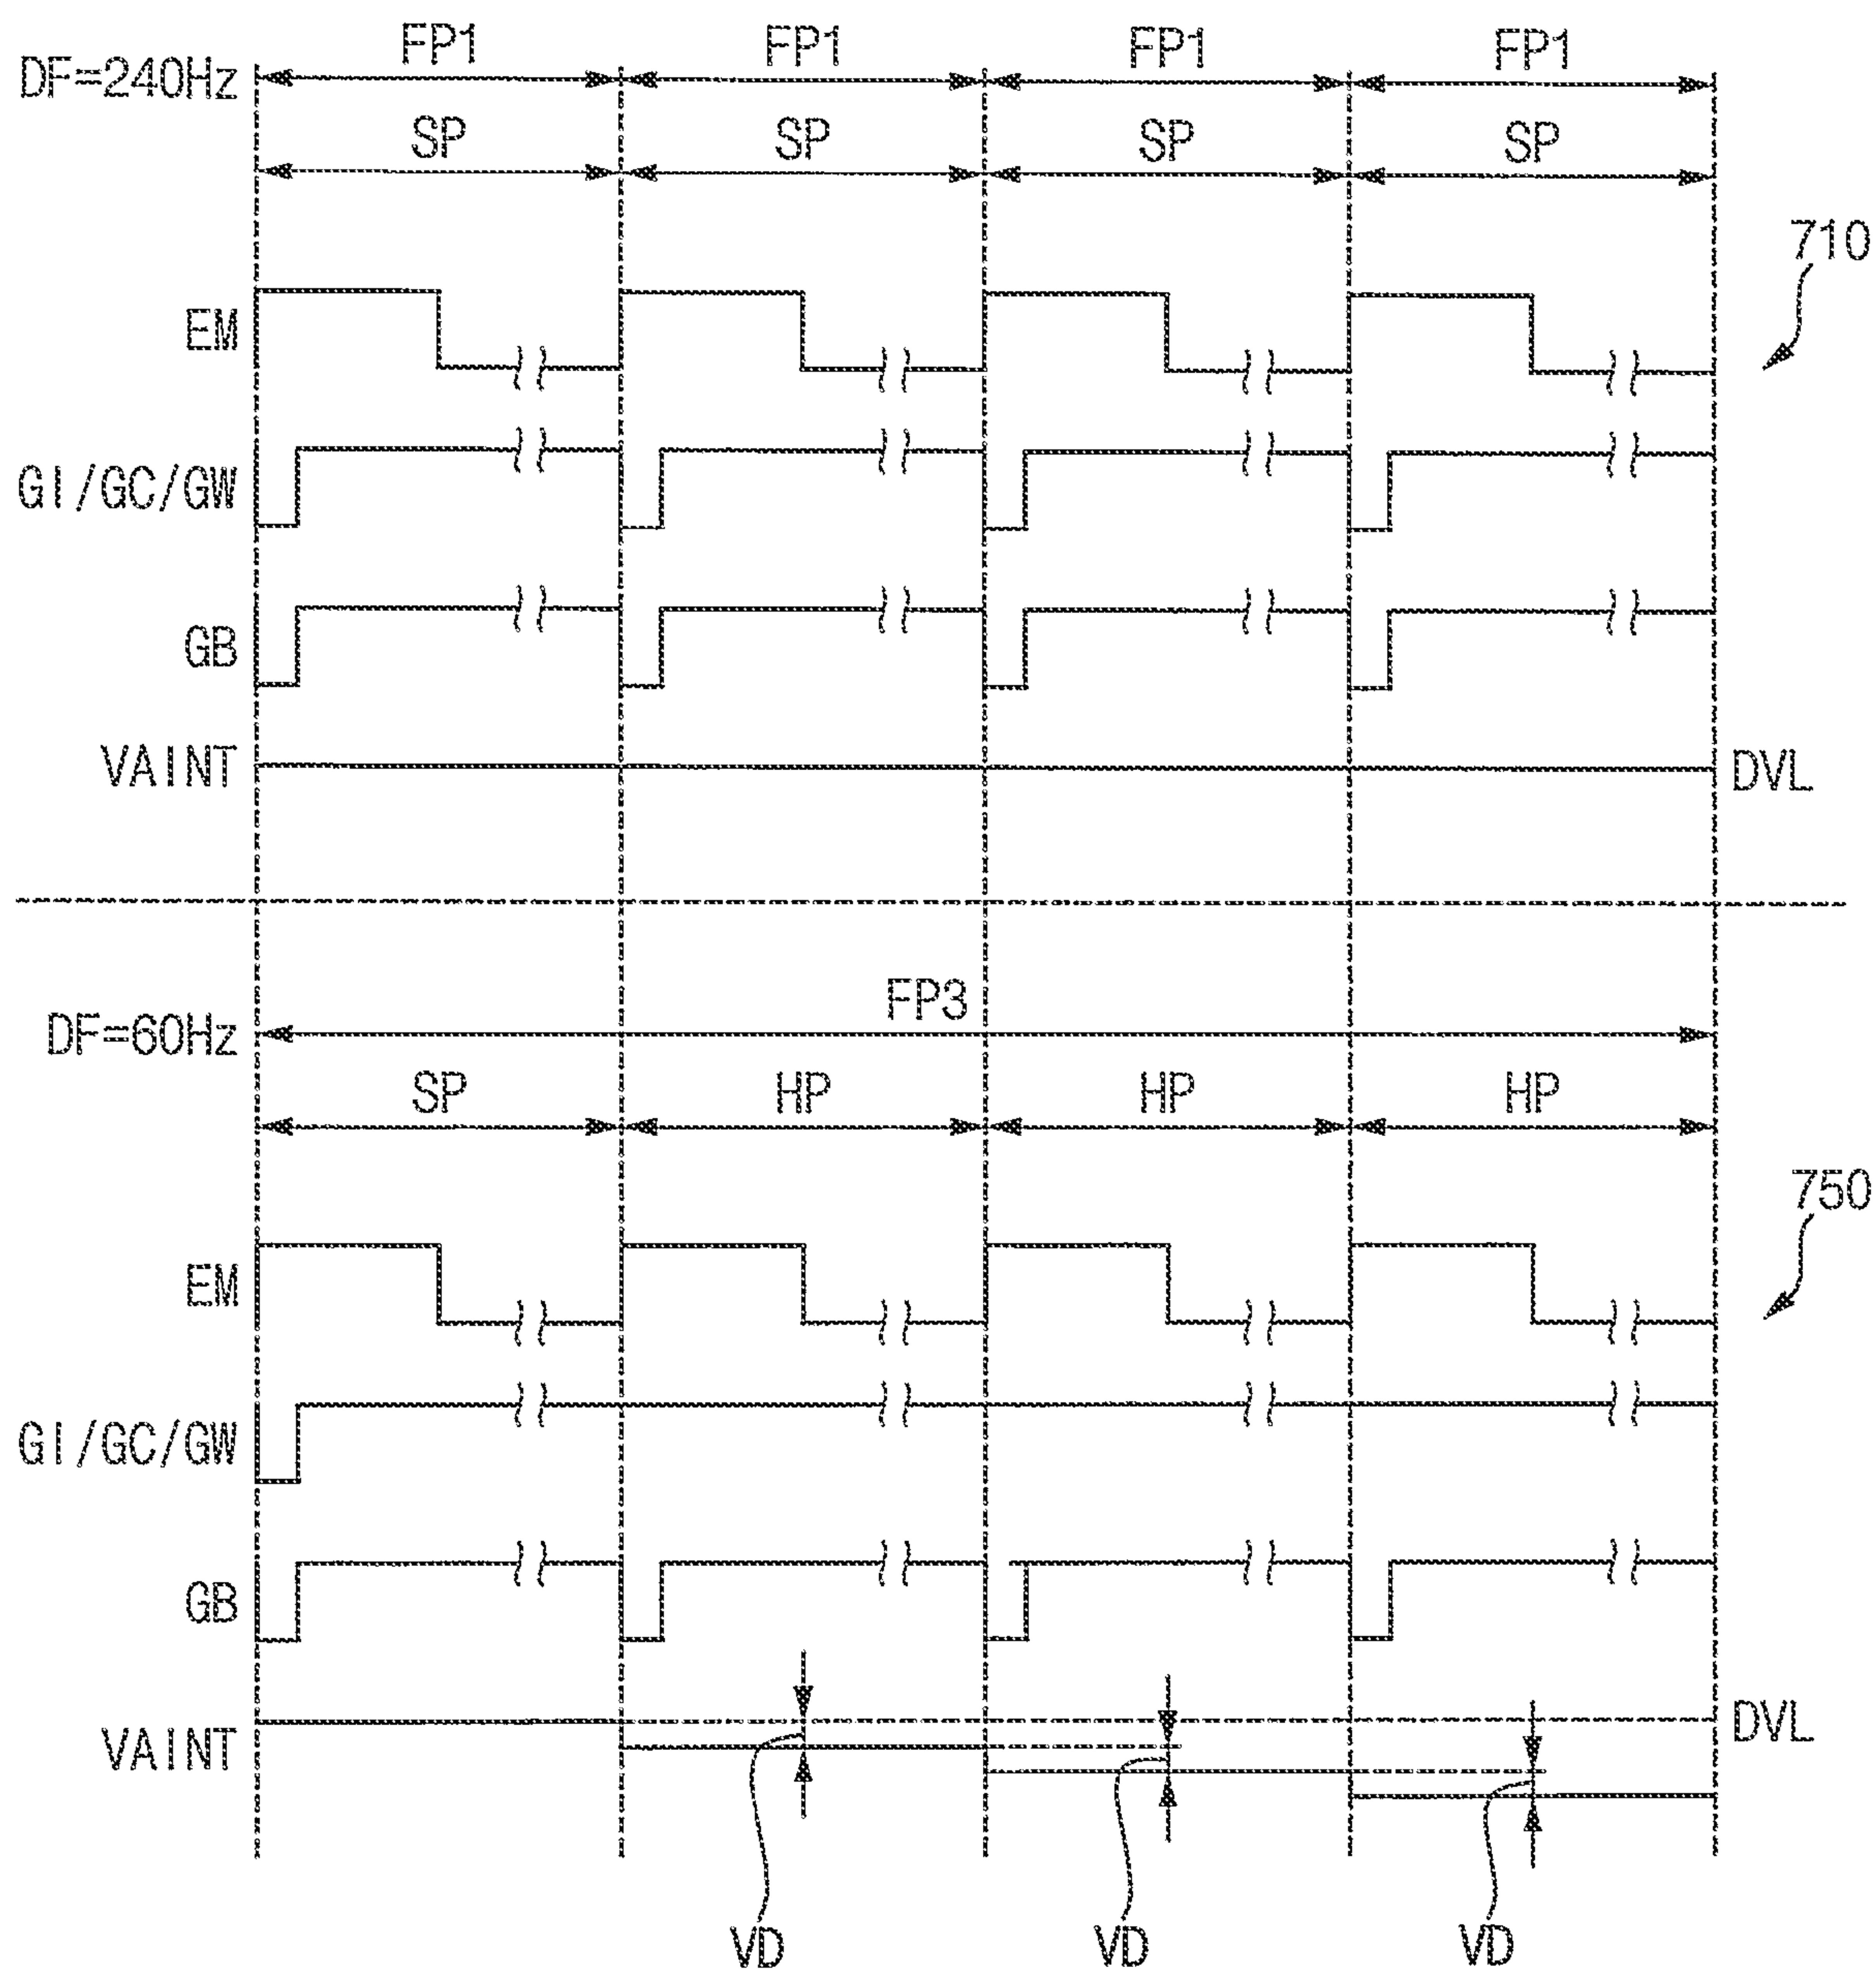 DF=240Hz FP1 FP1 FP1 FP1
SP SP SP SP
710
EM
GI/GC/GW
GB
VAINT DVL
DF=60Hz FP3
SP HP HP HP
750
EM
GI/GC/GW
GB
VAINT DVL
VD VD VD